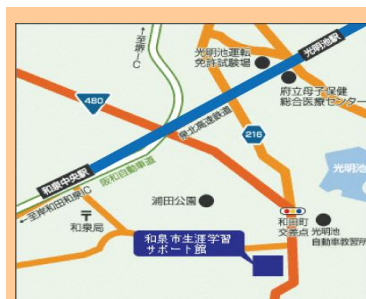 至堺IC
光明池駅
光明池運転
免許試験場
府立母子保健
総合医療センター
480
泉北高速鉄道
216
和泉中央駅
阪和自動車道
光明池
至岸和田和泉IC
浦田公園
和泉局
和田町
交差点
光明池
自動車教習所
和泉市生涯学習
サポート館